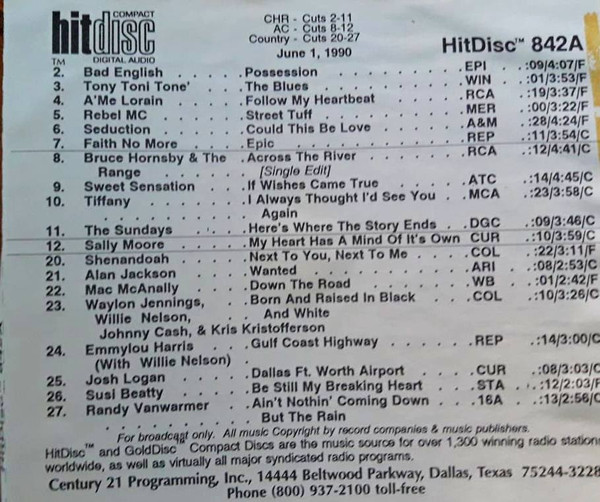 COMPACT
hitdisc
DIGITAL AUDIO
TM
CHR - Cuts 2-11
AC - Cuts 8-12
Country - Cuts 20-27
June 1, 1990
HitDisc™ 842A
2. Bad English . . . . . . Possession . . . . . . . . . . . EPI . :09/4:07/F
3. Tony Toni Tone' . . . The Blues . . . . . . . . . . . WIN . :01/3:53/F
4. A'Me Lorain . . . . . . Follow My Heartbeat . . . . . . RCA . :19/3:37/F
5. Rebel MC . . . . . . . Street Tuff . . . . . . . . . . . MER . :00/3:22/F
6. Seduction . . . . . . . Could This Be Love . . . . . . . A&M . :28/4:24/F
7. Faith No More . . . . Epic . . . . . . . . . . . . . . REP . :11/3:54/C
8. Bruce Hornsby & The . Across The River . . . . . . . . RCA . :12/4:41/C
Range . . . . . . . . [Single Edit]
9. Sweet Sensation . . . If Wishes Came True . . . . . . ATC . :14/4:45/C
10. Tiffany . . . . . . . . I Always Thought I'd See You . MCA . :23/3:58/C
. . . . . . . . . . . . Again
11. The Sundays . . . . Here's Where The Story Ends . . DGC . :09/3:46/C
12. Sally Moore . . . . . My Heart Has A Mind Of It's Own CUR . :10/3:59/C
20. Shenandoah . . . . . Next To You, Next To Me . . . . COL . :22/3:11/F
21. Alan Jackson . . . . Wanted . . . . . . . . . . . . ARI . :08/2:53/C
22. Mac McAnally . . . . Down The Road . . . . . . . . WB . :01/2:42/F
23. Waylon Jennings, . . Born And Raised In Black . . . COL . :10/3:26/C
Willie Nelson, . . . And White
Johnny Cash, & Kris Kristofferson
24. Emmylou Harris . . . Gulf Coast Highway . . . . . . REP . :14/3:00/C
(With Willie Nelson) .
25. Josh Logan . . . . . Dallas Ft. Worth Airport . . . . CUR . :08/3:03/C
26. Susi Beatty . . . . . Be Still My Breaking Heart . . . STA . :12/2:03/F
27. Randy Vanwarmer . . Ain't Nothin' Coming Down . . . 16A . :13/2:56/C
. . . . . . . . . . . . But The Rain
For broadcast only. All music Copyright by record companies & music publishers.
HitDisc™ and GoldDisc™ Compact Discs are the music source for over 1,300 winning radio stations
worldwide, as well as virtually all major syndicated radio programs.
Century 21 Programming, Inc., 14444 Beltwood Parkway, Dallas, Texas 75244-3228
Phone (800) 937-2100 toll-free